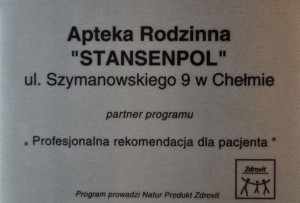 Apteka Rodzinna
"STANSENPOL"
ul. Szymanowskiego 9 w Chełmie
partner programu
„ Profesjonalna rekomendacja dla pacjenta "
Zdrovit
Program prowadzi Natur Produkt Zdrovit